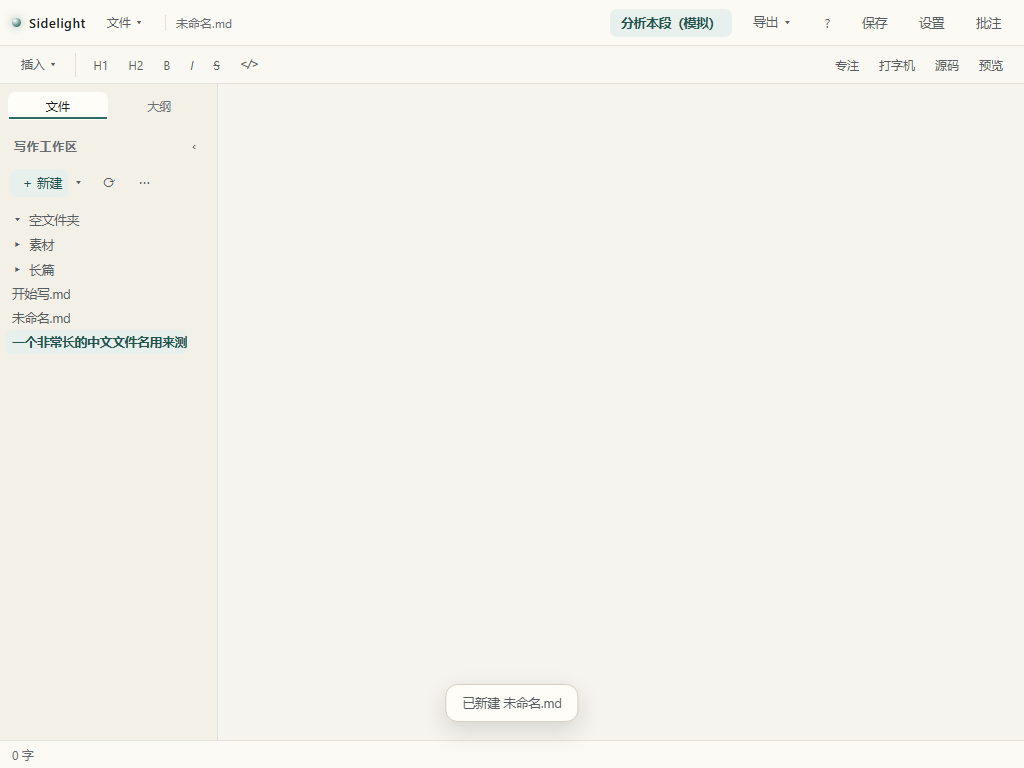 Sidelight 文件 ▾ 未命名.md 分析本段（模拟） 导出 ▾ ? 保存 设置 批注
插入 ▾ H1 H2 B I S </> 专注 打字机 源码 预览
文件 大纲
写作工作区 ‹
+ 新建 ▾ ⟳ ···
▾ 空文件夹
▸ 素材
▸ 长篇
开始写.md
未命名.md
一个非常长的中文文件名用来测
已新建 未命名.md
0 字